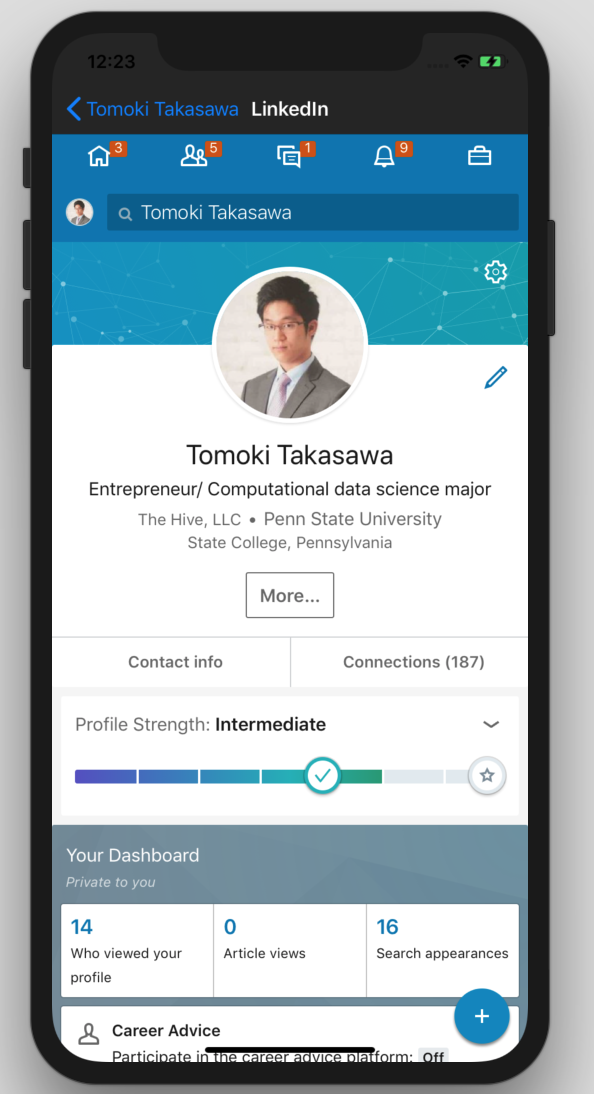 12:23
Tomoki Takasawa LinkedIn
3 5 1 9
Tomoki Takasawa
Tomoki Takasawa
Entrepreneur/ Computational data science major
The Hive, LLC • Penn State University
State College, Pennsylvania
More...
Contact info Connections (187)
Profile Strength: Intermediate
Your Dashboard
Private to you
14 0 16
Who viewed your Article views Search appearances
profile
+
Career Advice
Participate in the career advice platform: Off